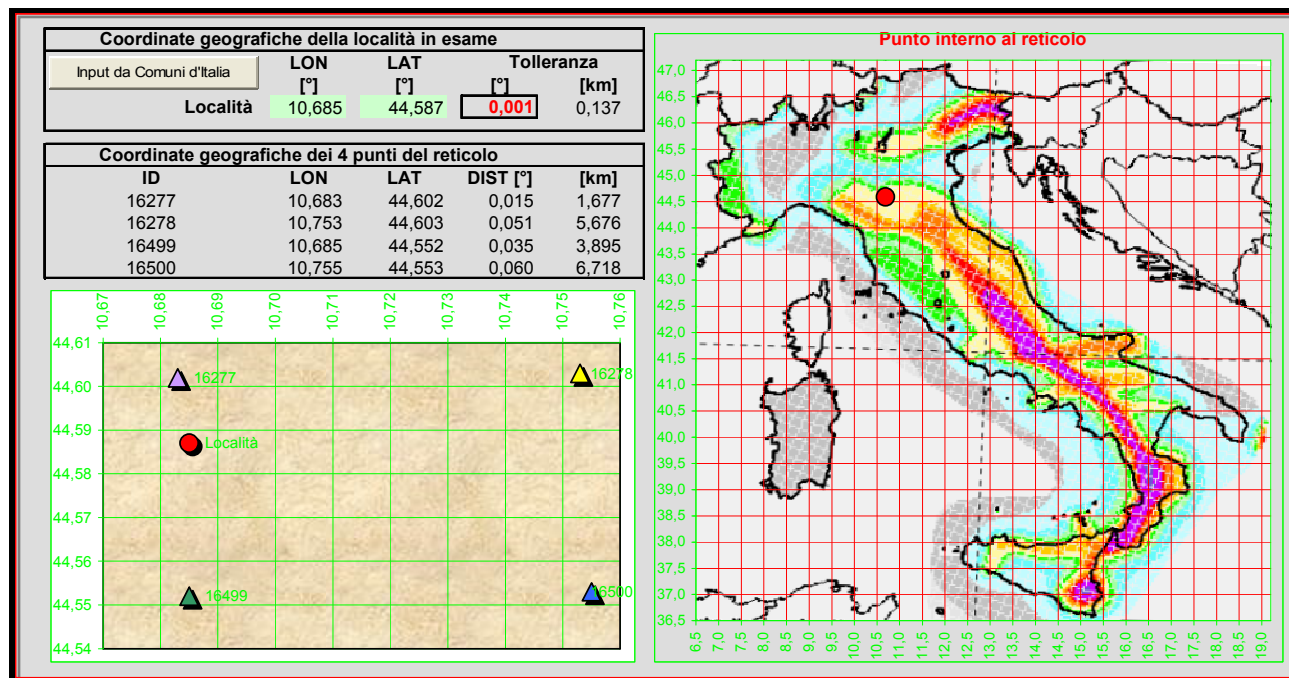 Coordinate geografiche della località in esame
Input da Comuni d'Italia
LON LAT Tolleranza
[°] [°] [°] [km]
Località 10,685 44,587 0,001 0,137
Coordinate geografiche dei 4 punti del reticolo
ID LON LAT DIST [°] [km]
16277 10,683 44,602 0,015 1,677
16278 10,753 44,603 0,051 5,676
16499 10,685 44,552 0,035 3,895
16500 10,755 44,553 0,060 6,718
10,67 10,68 10,69 10,70 10,71 10,72 10,73 10,74 10,75 10,76
44,61
44,60
44,59
44,58
44,57
44,56
44,55
44,54
16277
16278
Località
16499
16500
Punto interno al reticolo
47,0
46,5
46,0
45,5
45,0
44,5
44,0
43,5
43,0
42,5
42,0
41,5
41,0
40,5
40,0
39,5
39,0
38,5
38,0
37,5
37,0
36,5
6,5 7,0 7,5 8,0 8,5 9,0 9,5 10,0 10,5 11,0 11,5 12,0 12,5 13,0 13,5 14,0 14,5 15,0 15,5 16,0 16,5 17,0 17,5 18,0 18,5 19,0